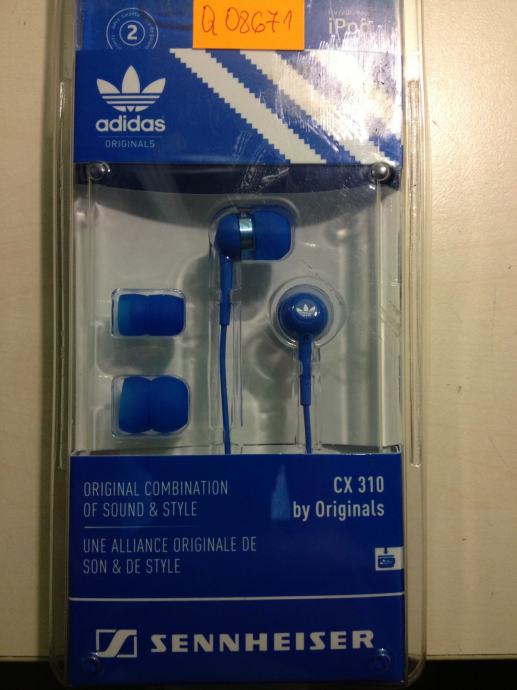 Q 08671
2
iPod
adidas
ORIGINALS
ORIGINAL COMBINATION
OF SOUND & STYLE
UNE ALLIANCE ORIGINALE DE
SON & DE STYLE
CX 310
by Originals
SENNHEISER